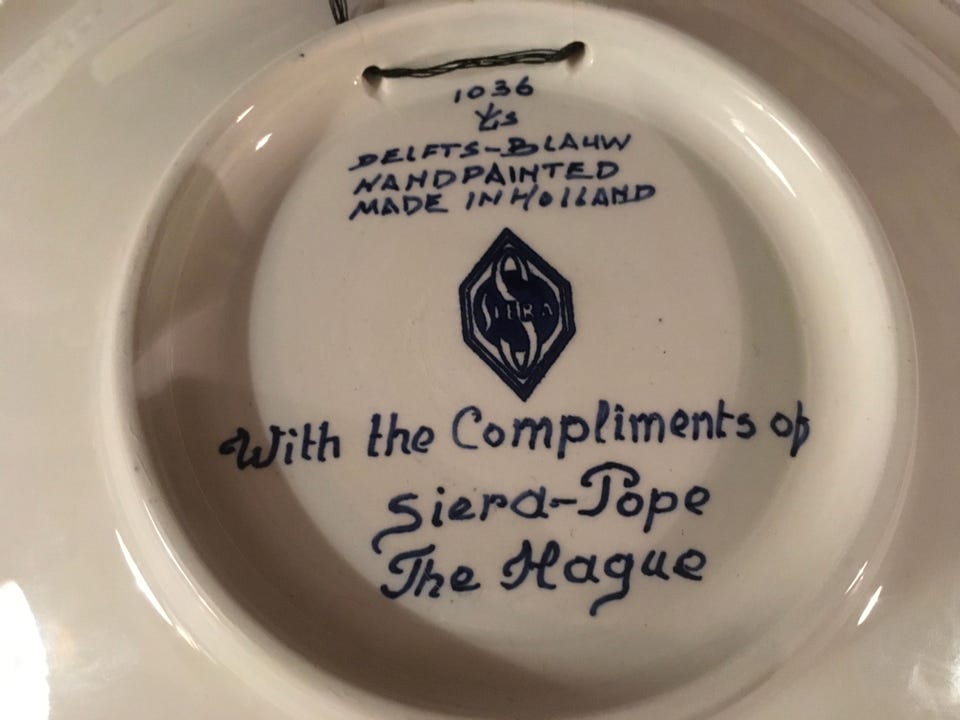 1036
DELFTS-BLAUW
HANDPAINTED
MADE IN HOLLAND
SIERA
With the Compliments of
Siera-Pope
The Hague